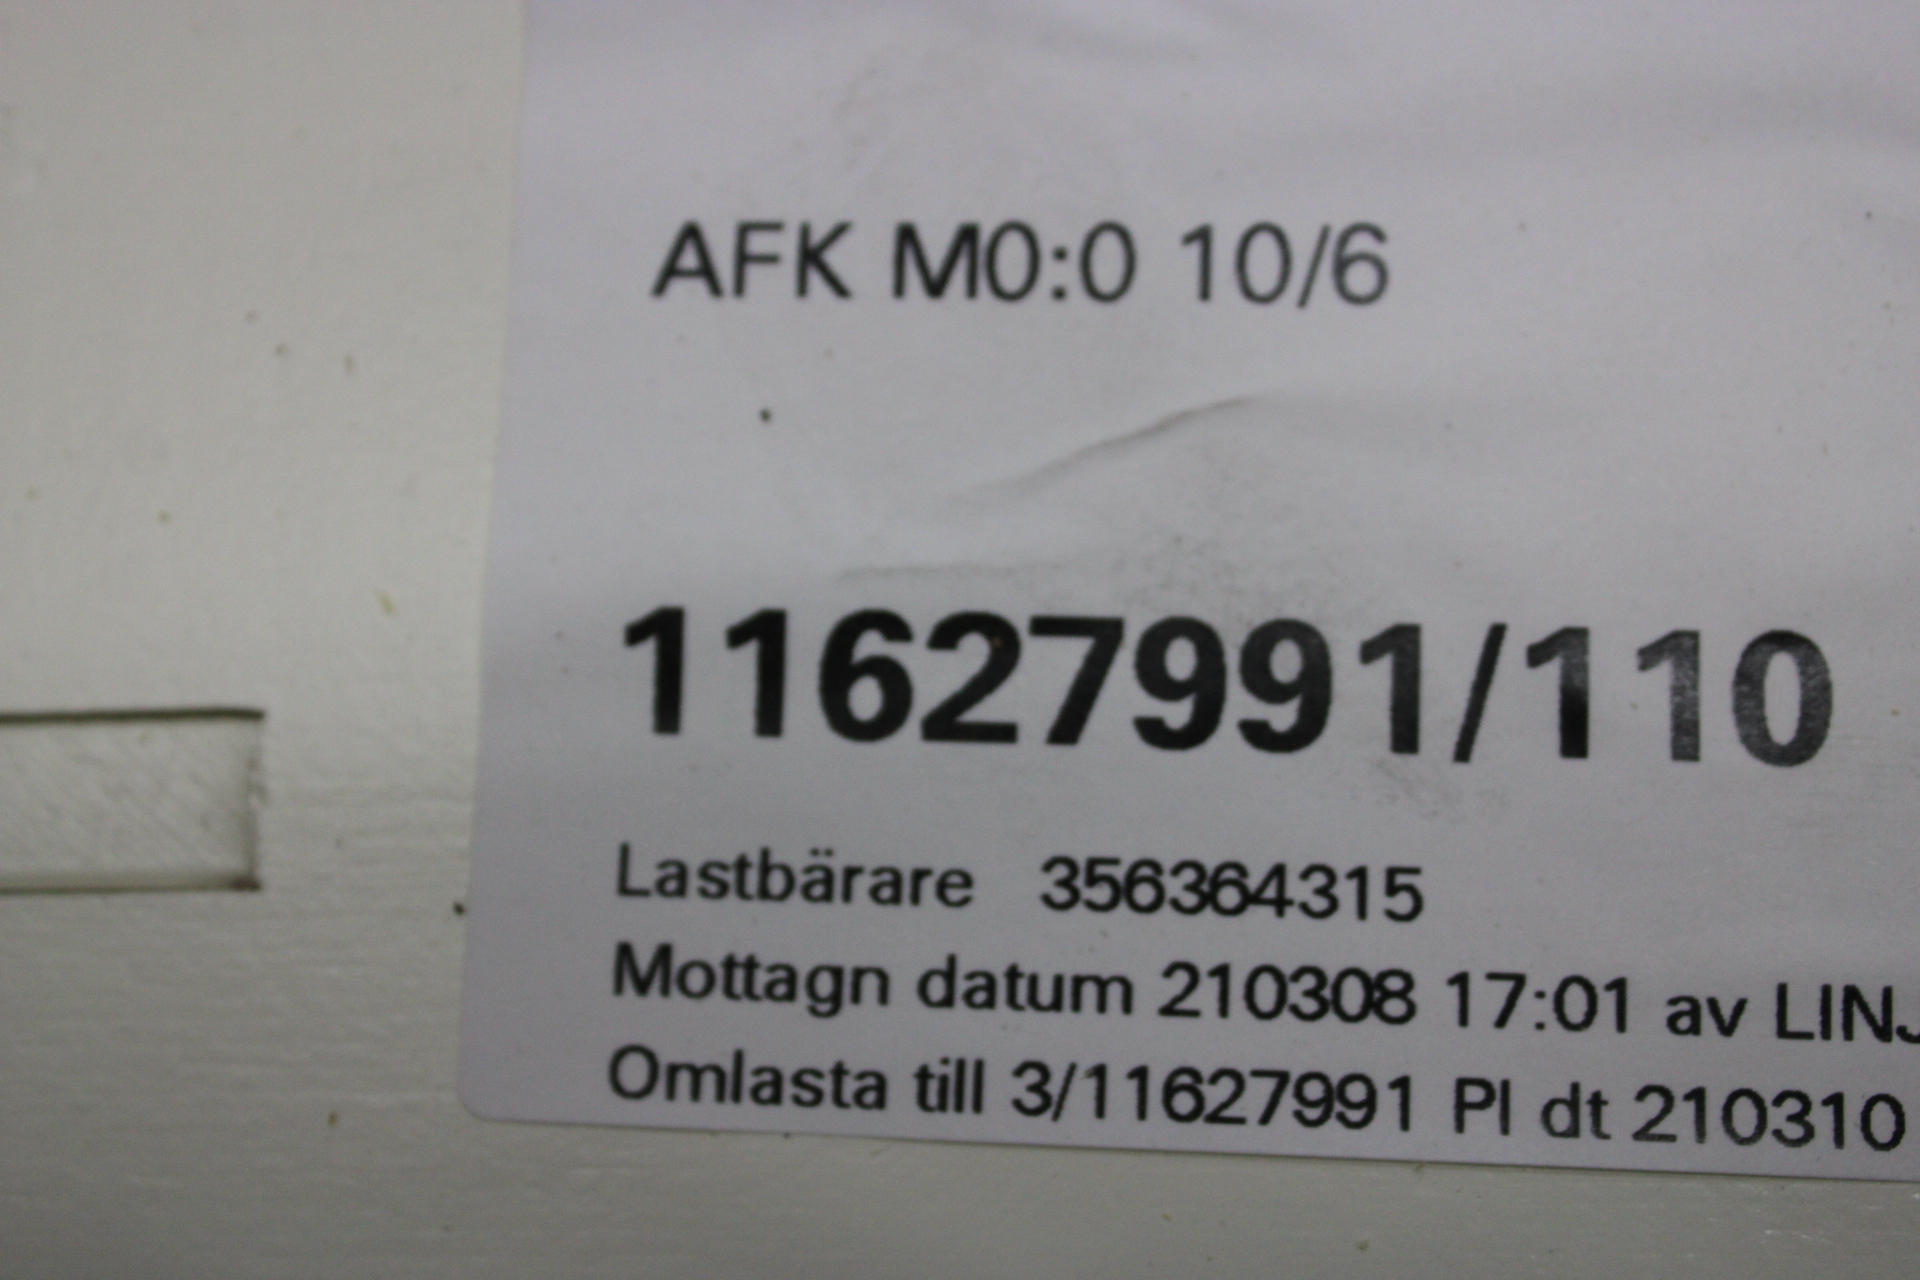 AFK M0:0 10/6
11627991/110
Lastbärare 356364315
Mottagn datum 210308 17:01 av LINJ
Omlasta till 3/11627991 Pl dt 210310